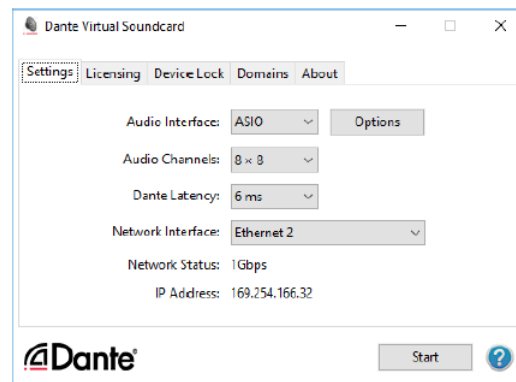 Dante Virtual Soundcard
Settings Licensing Device Lock Domains About
Audio Interface: ASIO Options
Audio Channels: 8 × 8
Dante Latency: 6 ms
Network Interface: Ethernet 2
Network Status: 1Gbps
IP Address: 169.254.166.32
Dante Start ?